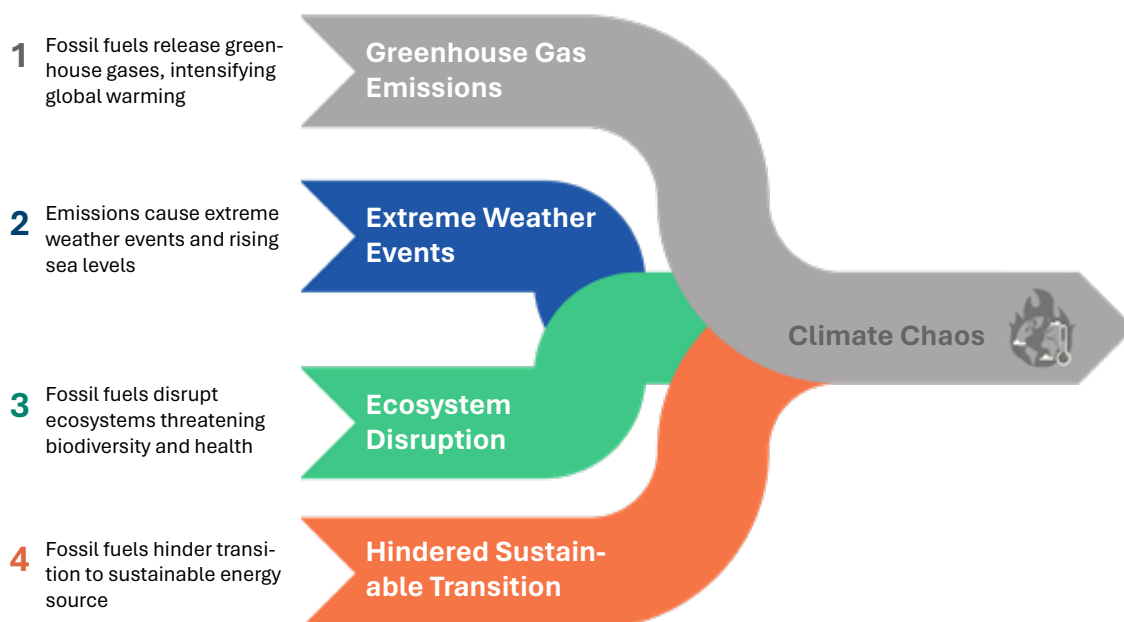 1
Fossil fuels release green-
house gases, intensifying
global warming
Greenhouse Gas
Emissions
2
Emissions cause extreme
weather events and rising
sea levels
Extreme Weather
Events
Climate Chaos
3
Fossil fuels disrupt
ecosystems threatening
biodiversity and health
Ecosystem
Disruption
4
Fossil fuels hinder transi-
tion to sustainable energy
source
Hindered Sustain-
able Transition